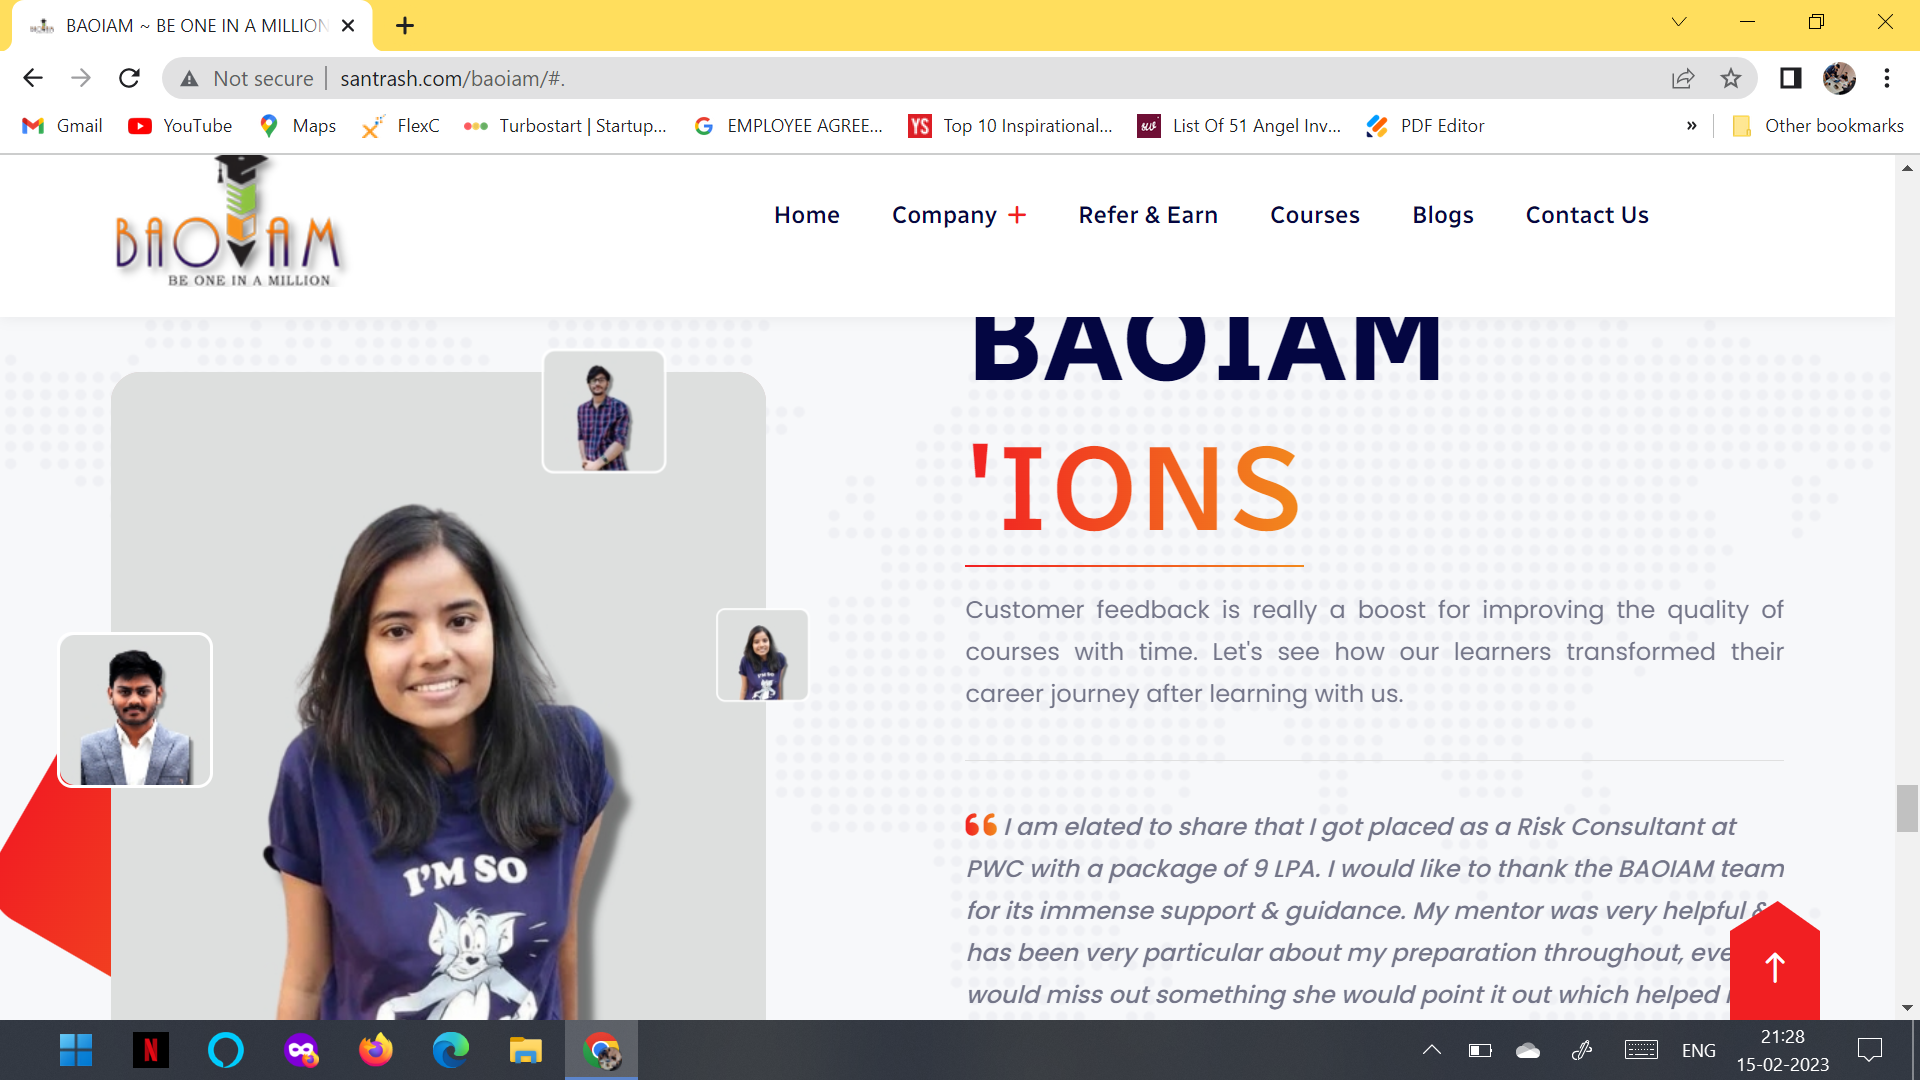 BAOIAM ~ BE ONE IN A MILLION
Not secure | santrash.com/baoiam/#.
Gmail YouTube Maps FlexC Turbostart | Startup... EMPLOYEE AGREE... Top 10 Inspirational... List Of 51 Angel Inv... PDF Editor » Other bookmarks
BAOIAM
BE ONE IN A MILLION
Home Company + Refer & Earn Courses Blogs Contact Us
BAOIAM
'IONS
Customer feedback is really a boost for improving the quality of
courses with time. Let's see how our learners transformed their
career journey after learning with us.
I'M SO
I am elated to share that I got placed as a Risk Consultant at
PWC with a package of 9 LPA. I would like to thank the BAOIAM team
for its immense support & guidance. My mentor was very helpful &
has been very particular about my preparation throughout, eve
would miss out something she would point it out which helped
ENG
21:28
15-02-2023